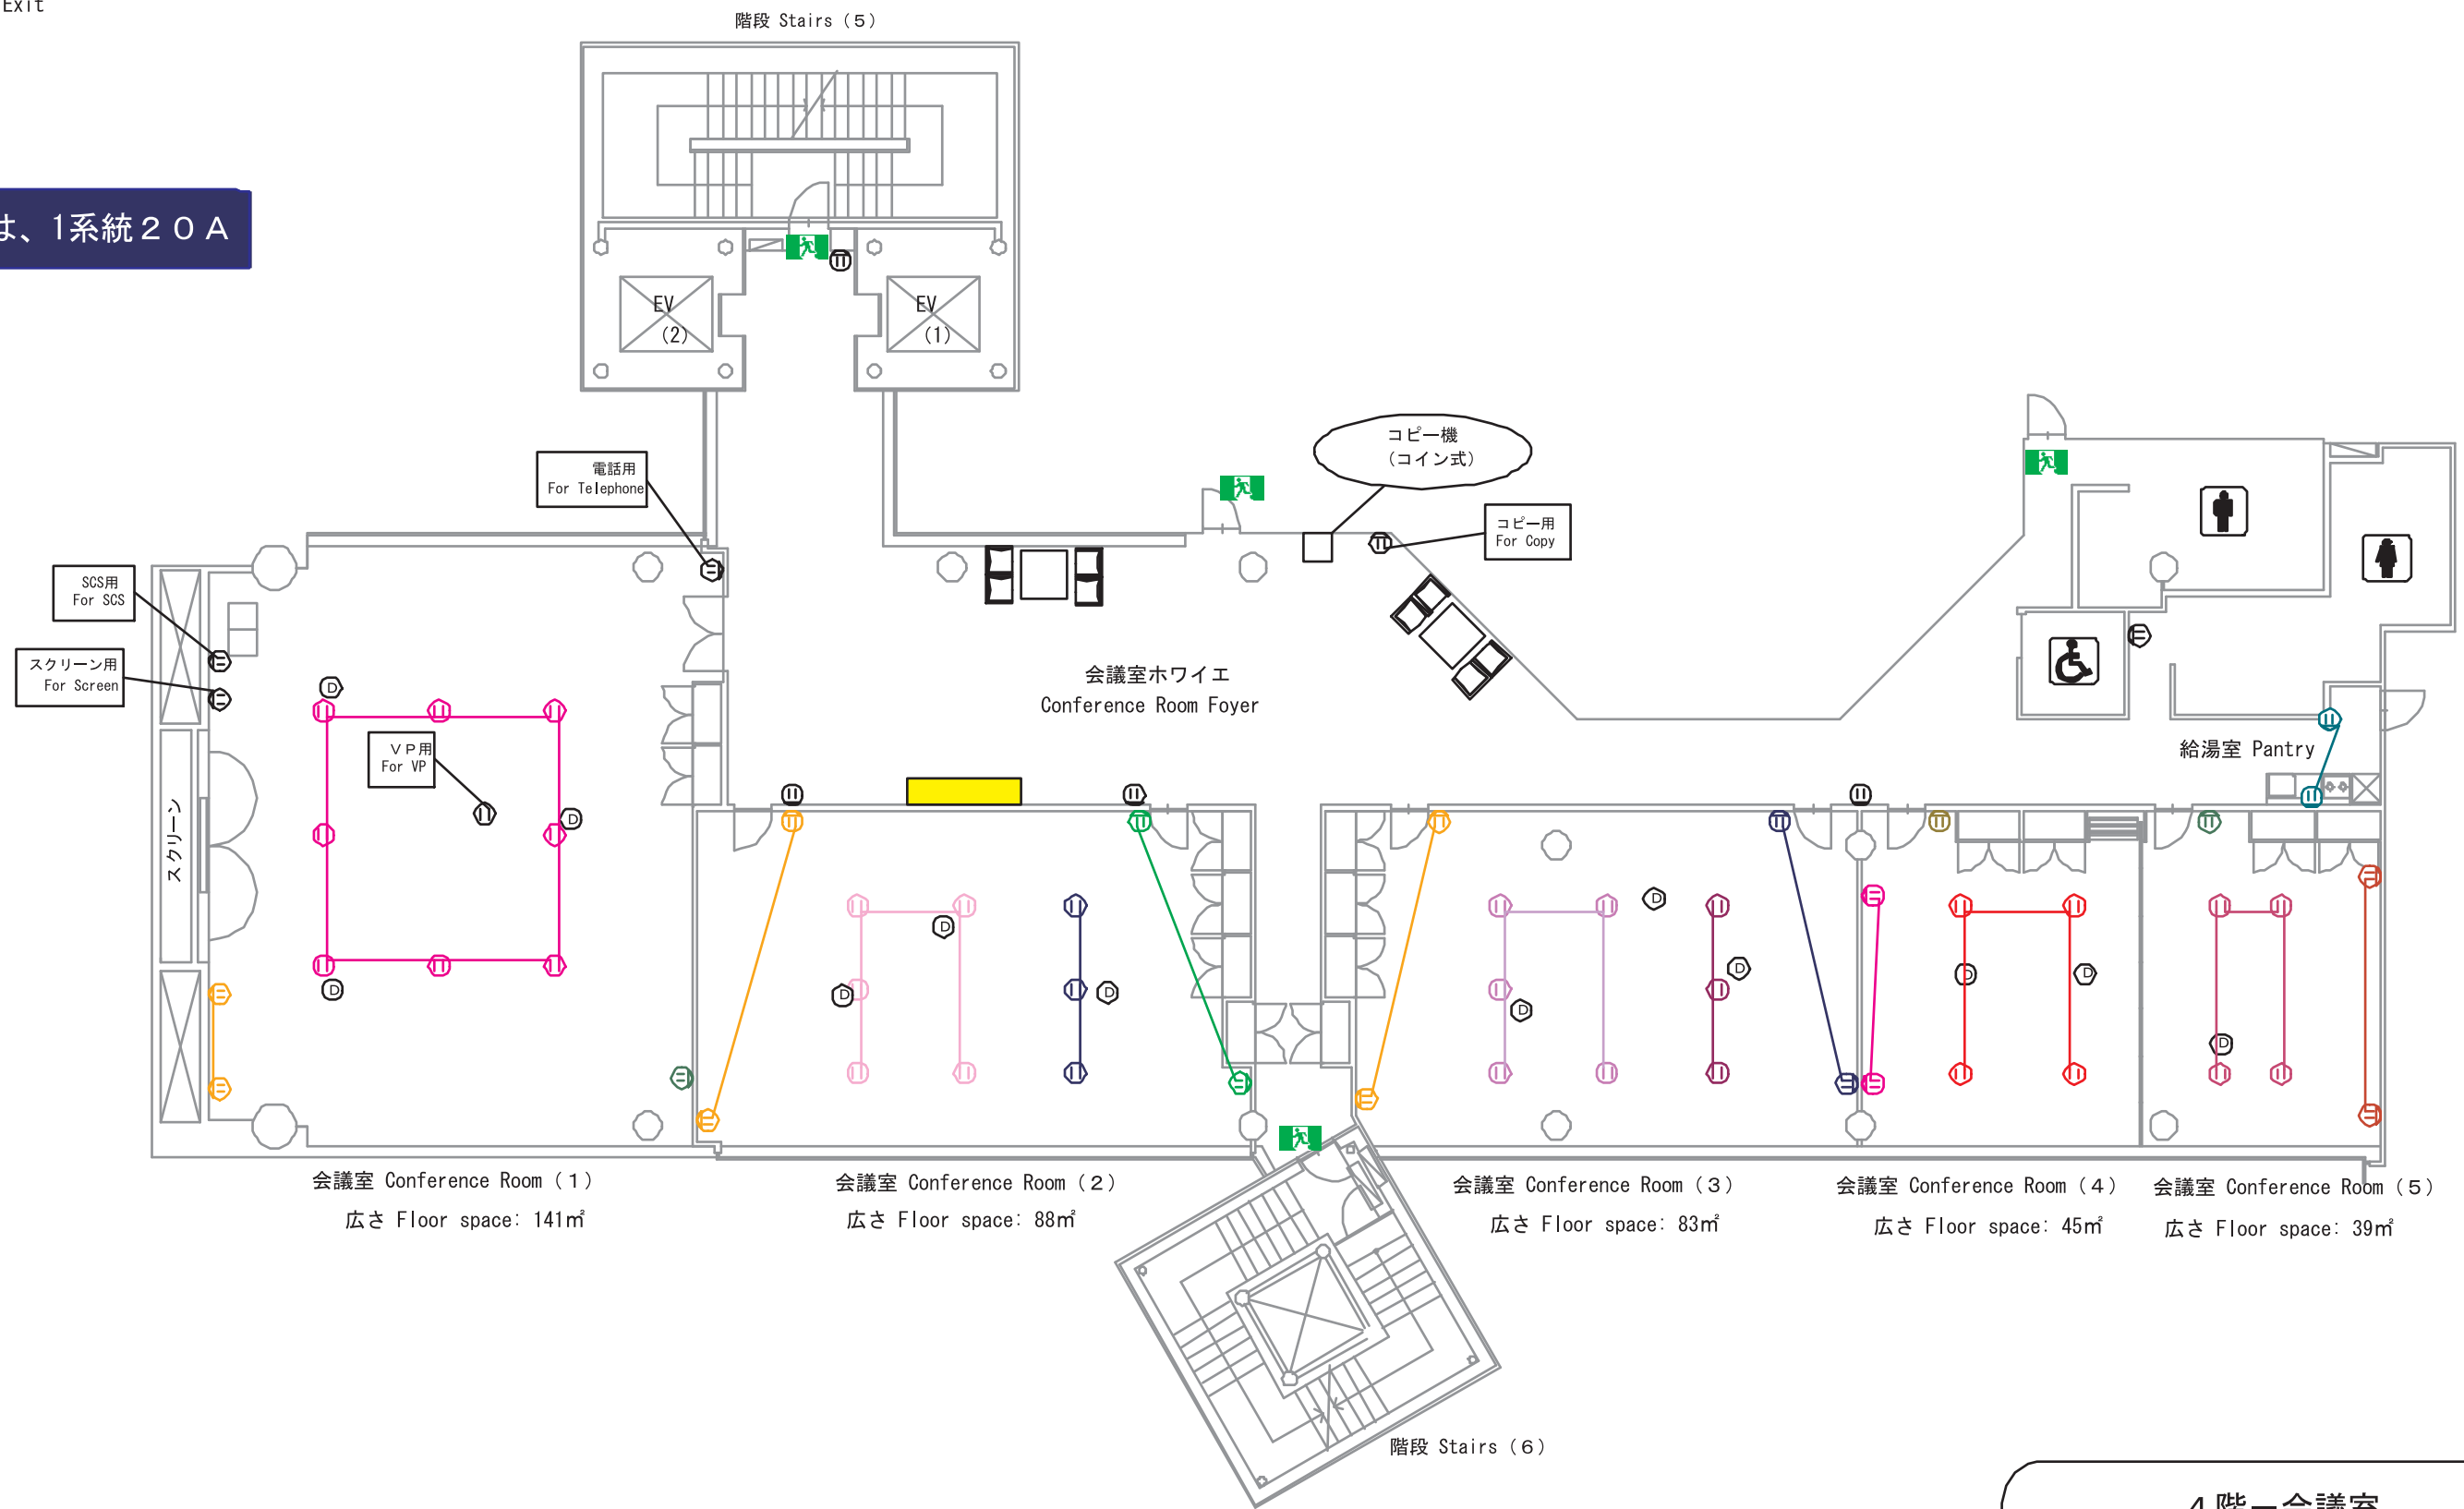 Exit
階段 Stairs（5）
は、1系統２０Ａ
EV
(2)
EV
(1)
コピー機
(コイン式)
電話用
For Telephone
コピー用
For Copy
SCS用
For SCS
スクリーン用
For Screen
会議室ホワイエ
Conference Room Foyer
ＶＰ用
For VP
給湯室 Pantry
スクリーン
D
D
D
D
D
D
D
D
D
D
D
D
会議室 Conference Room（1）
広さ Floor space: 141㎡
会議室 Conference Room（2）
広さ Floor space: 88㎡
会議室 Conference Room（3）
広さ Floor space: 83㎡
会議室 Conference Room（4）
広さ Floor space: 45㎡
会議室 Conference Room（5）
広さ Floor space: 39㎡
階段 Stairs（6）
４階ー会議室